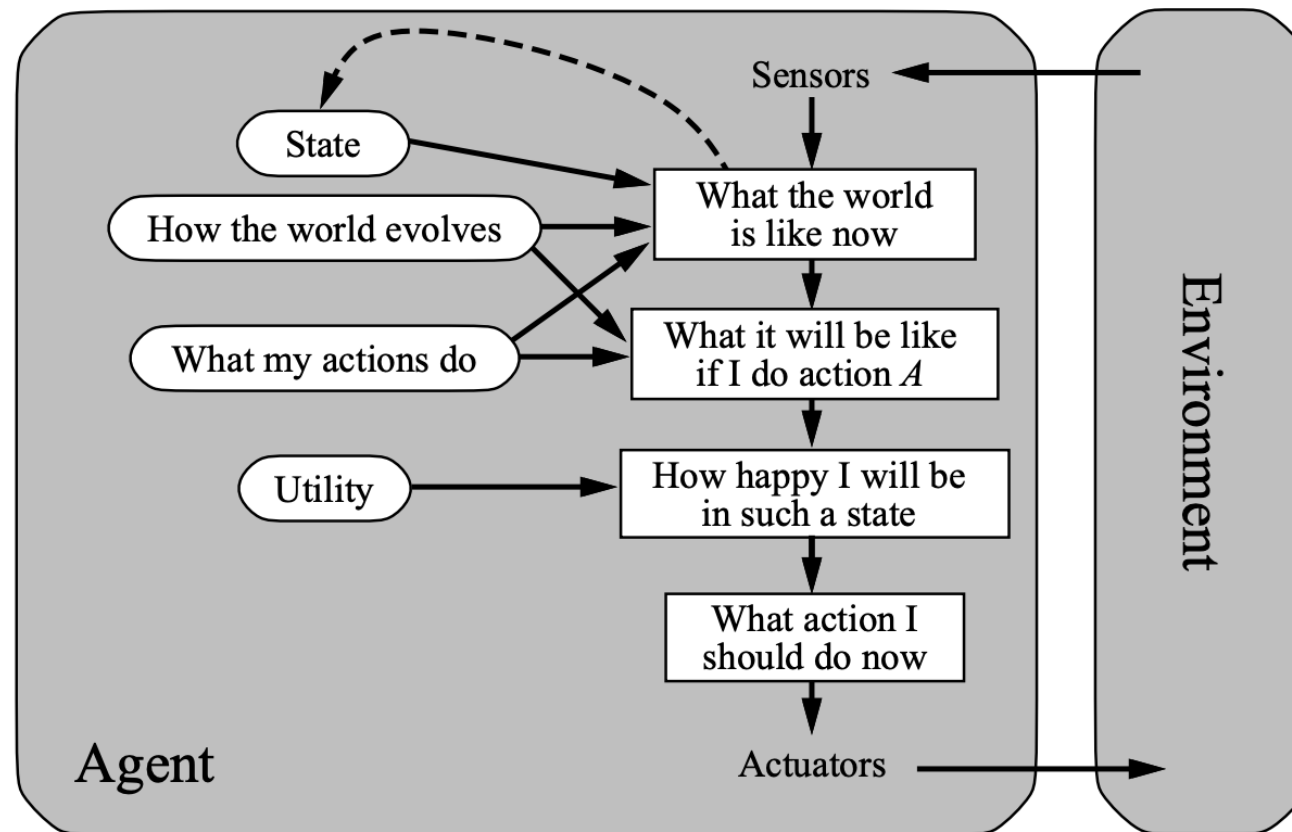 Sensors
State
What the world
is like now
How the world evolves
What it will be like
if I do action A
What my actions do
How happy I will be
in such a state
Utility
What action I
should do now
Agent
Actuators
Environment